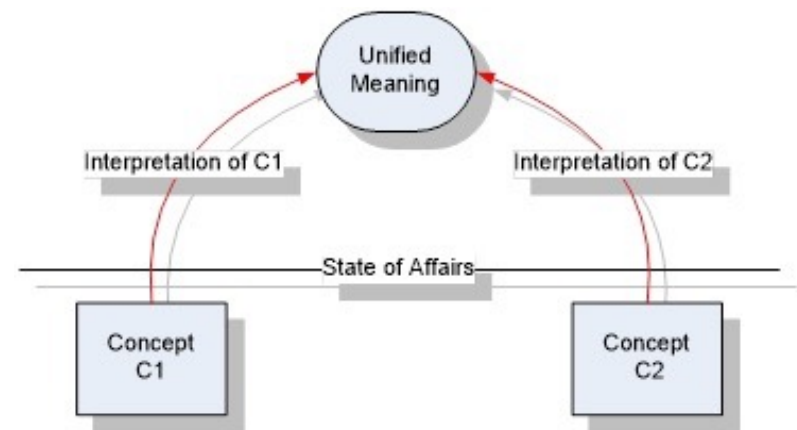 Unified
Meaning
Interpretation of C1
Interpretation of C2
State of Affairs
Concept
C1
Concept
C2